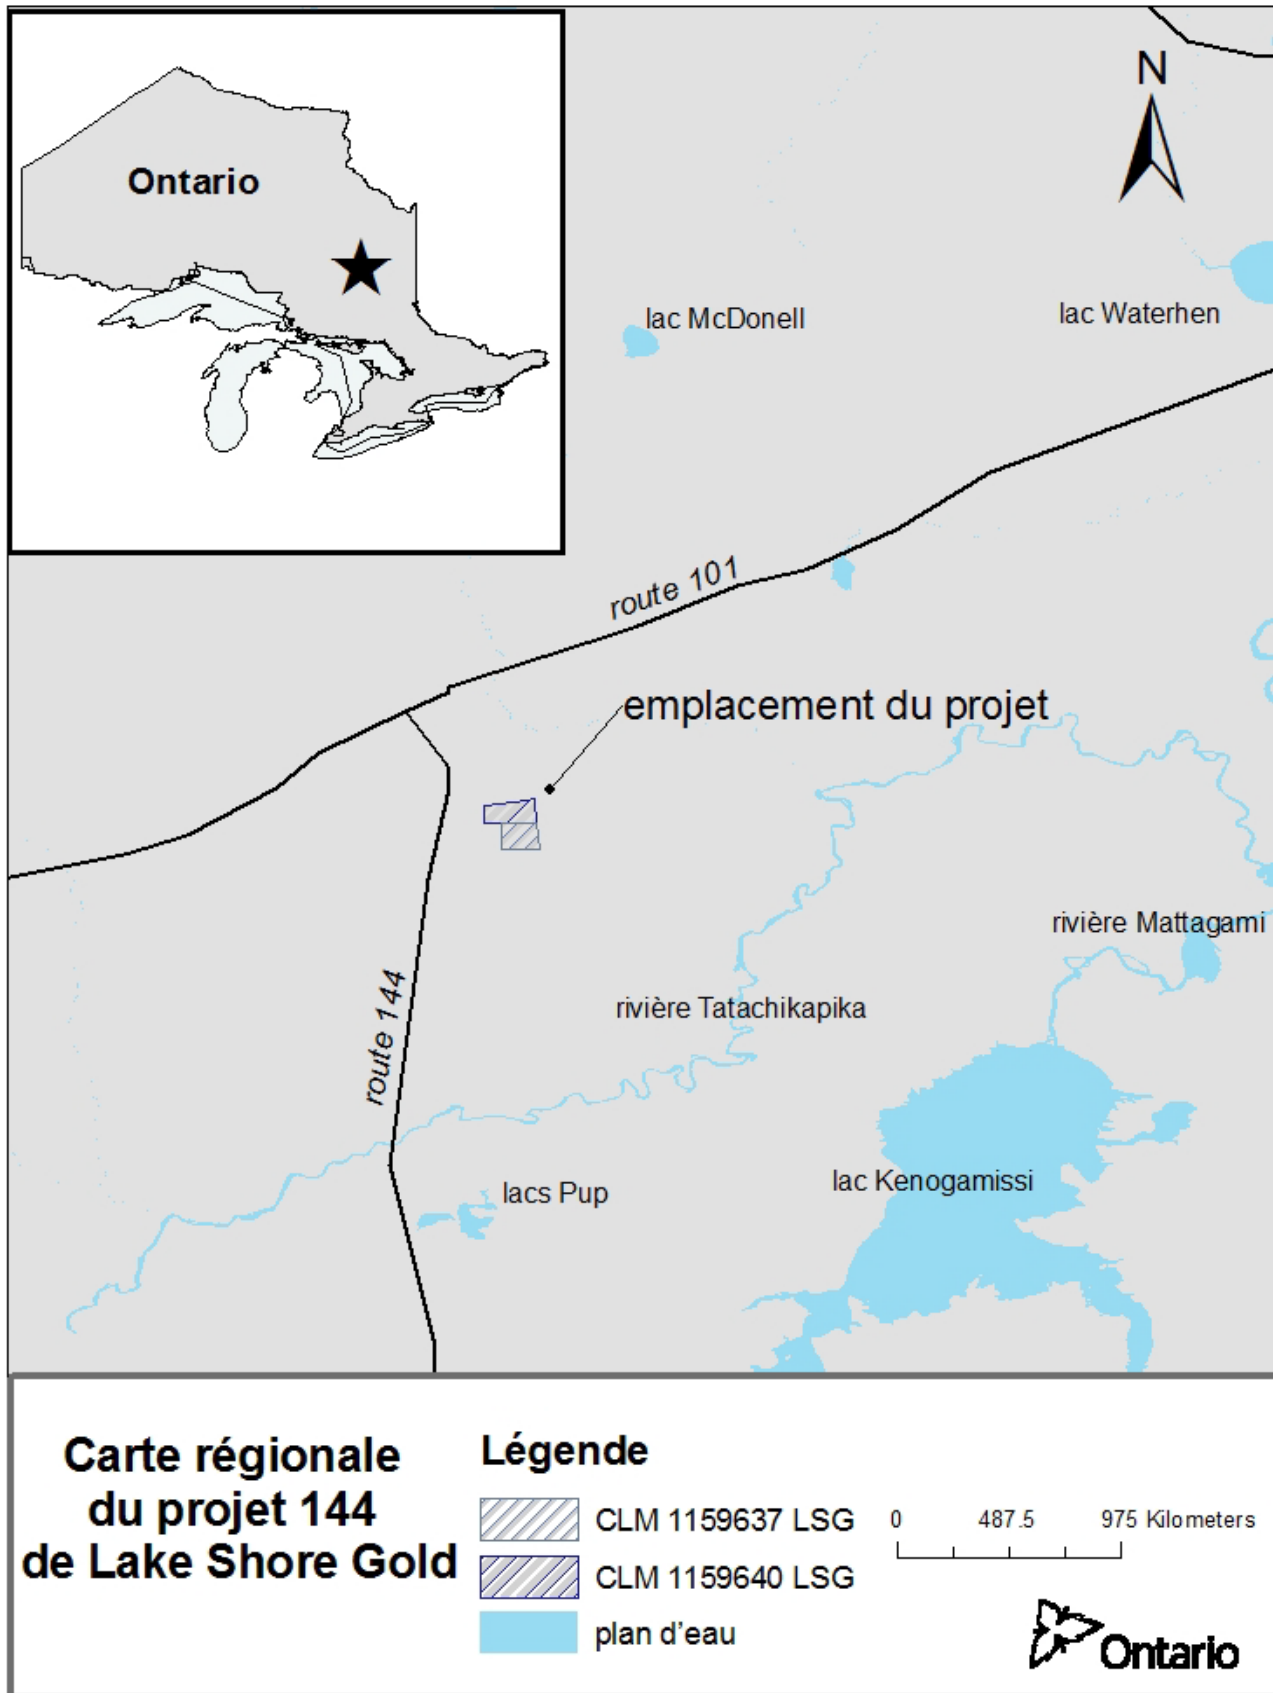 Ontario
N
lac McDonell
lac Waterhen
route 101
emplacement du projet
rivière Mattagami
route 144
rivière Tatachikapika
lacs Pup
lac Kenogamissi
Carte régionale
du projet 144
de Lake Shore Gold
Légende
CLM 1159637 LSG
CLM 1159640 LSG
plan d'eau
0 487.5 975 Kilometers
Ontario